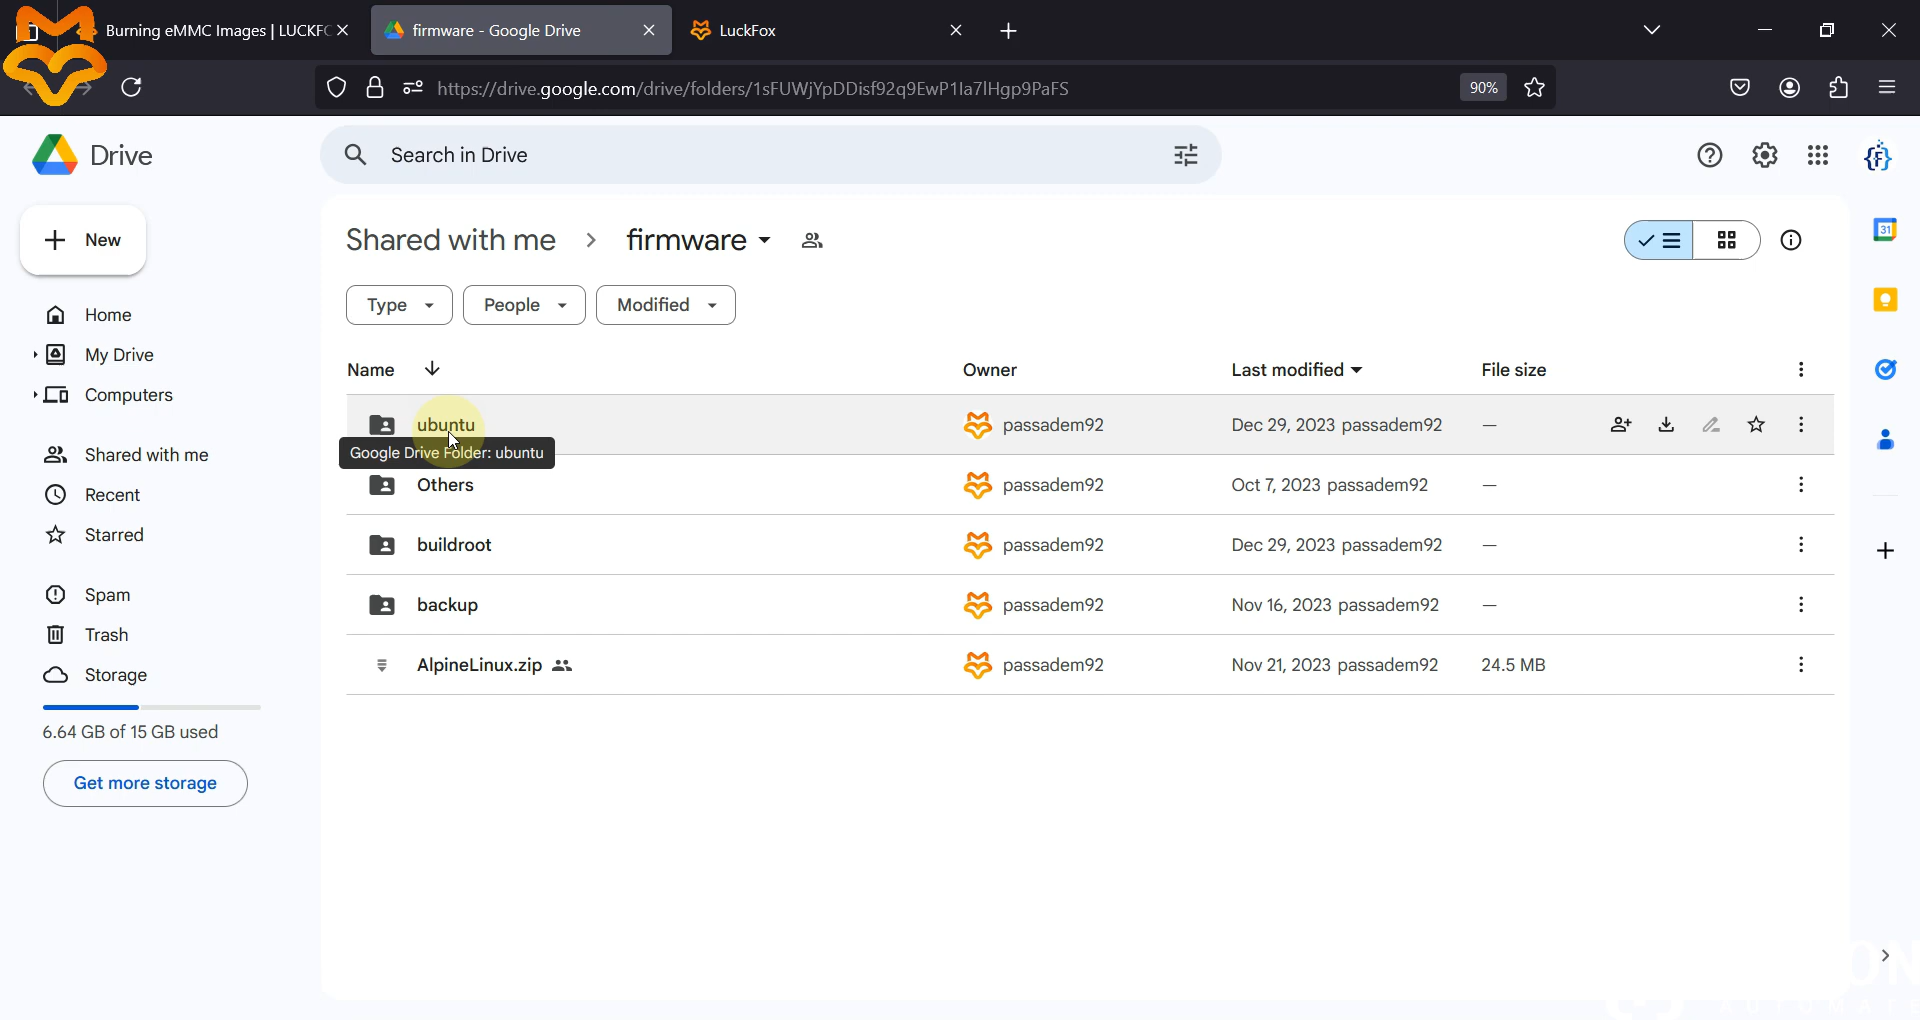 Burning eMMC Images | LUCKFO
firmware - Google Drive
LuckFox
https://drive.google.com/drive/folders/1sFUWjYpDDisf92q9EwP1Ia7IHgp9PaFS
90%
Drive
Search in Drive
New
Shared with me
firmware
31
Home
Type
People
Modified
My Drive
Name
Owner
Last modified
File size
Computers
ubuntu
passadem92
Dec 29, 2023 passadem92
—
Google Drive Folder: ubuntu
Shared with me
Others
passadem92
Oct 7, 2023 passadem92
—
Recent
Starred
buildroot
passadem92
Dec 29, 2023 passadem92
—
Spam
backup
passadem92
Nov 16, 2023 passadem92
—
Trash
AlpineLinux.zip
passadem92
Nov 21, 2023 passadem92
24.5 MB
Storage
6.64 GB of 15 GB used
Get more storage